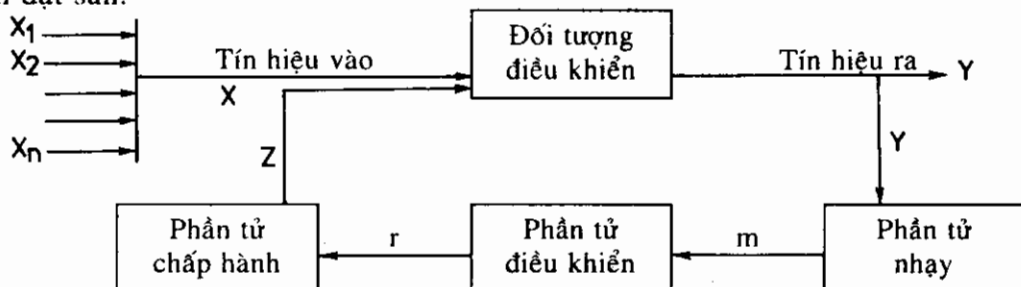 đặt sẵn.
X1
X2
Xn
Tín hiệu vào
X
Đối tượng
điều khiển
Tín hiệu ra
Y
Z
Y
Phần tử
chấp hành
r
Phần tử
điều khiển
m
Phần tử
nhạy